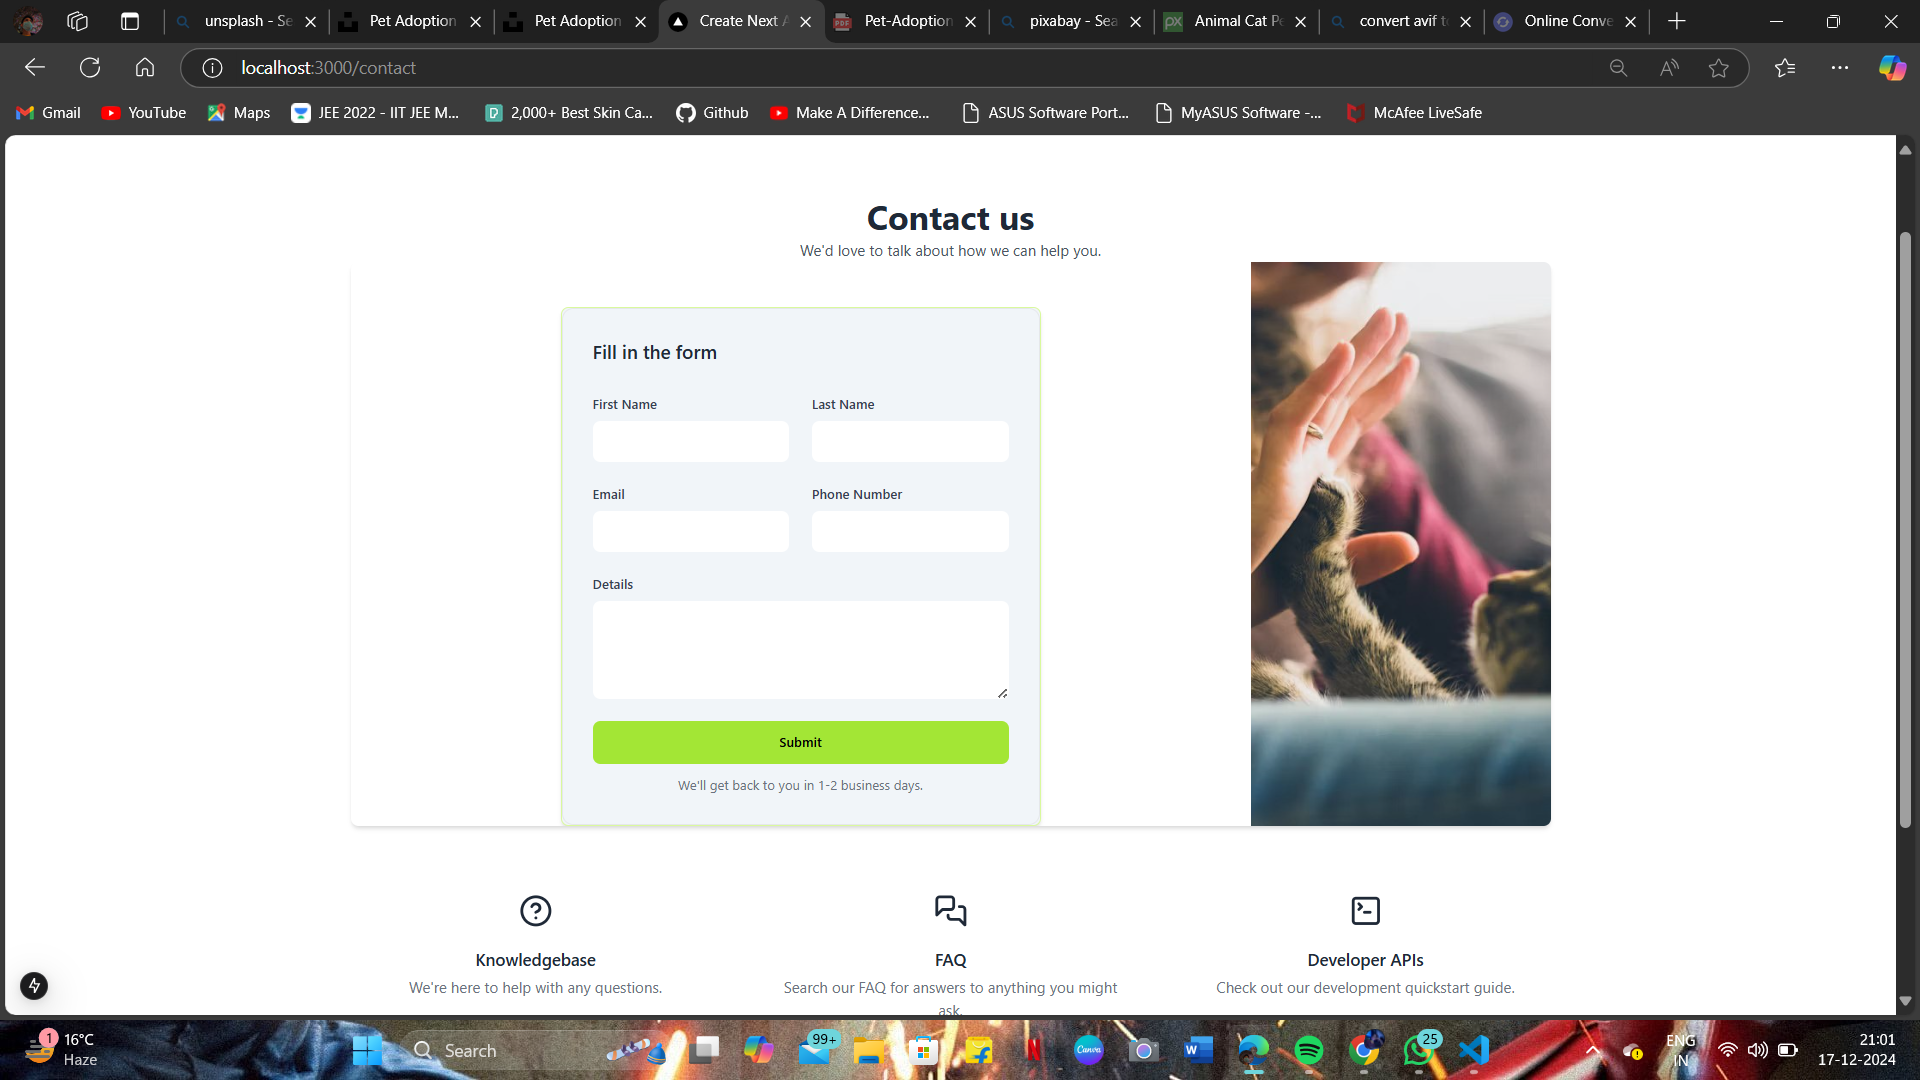 unsplash - Se
Pet Adoption
Pet Adoption
Create Next A
Pet-Adoption
pixabay - Sea
Animal Cat Pe
convert avif to
Online Conve
localhost:3000/contact
Gmail
YouTube
Maps
JEE 2022 - IIT JEE M...
2,000+ Best Skin Ca...
Github
Make A Difference...
ASUS Software Port...
MyASUS Software -...
McAfee LiveSafe
Contact us
We'd love to talk about how we can help you.
Fill in the form
First Name
Last Name
Email
Phone Number
Details
Submit
We'll get back to you in 1-2 business days.
Knowledgebase
We're here to help with any questions.
FAQ
Search our FAQ for answers to anything you might
ask.
Developer APIs
Check out our development quickstart guide.
1
16°C
Haze
Search
99+
Canva
25
ENG
IN
21:01
17-12-2024